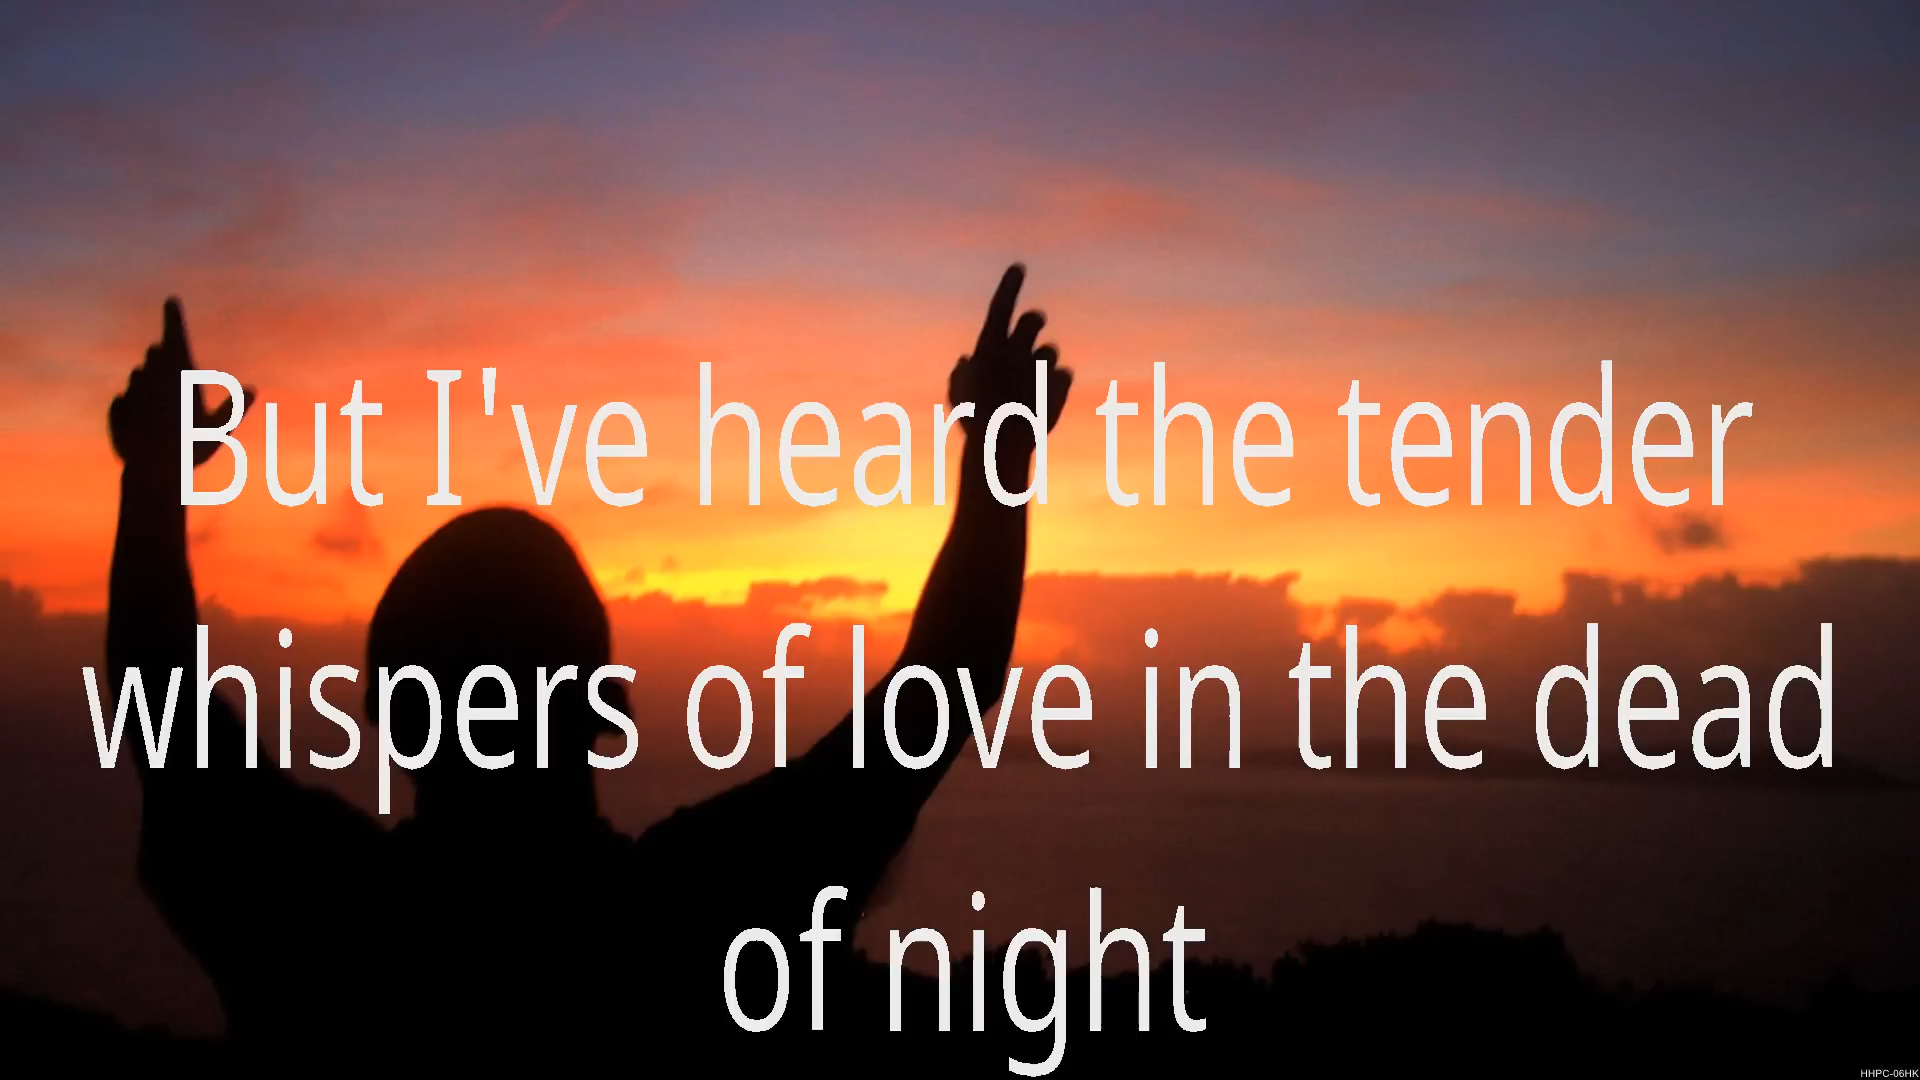 But I've heard the tender
whispers of love in the dead
of night
HHPC-06HK